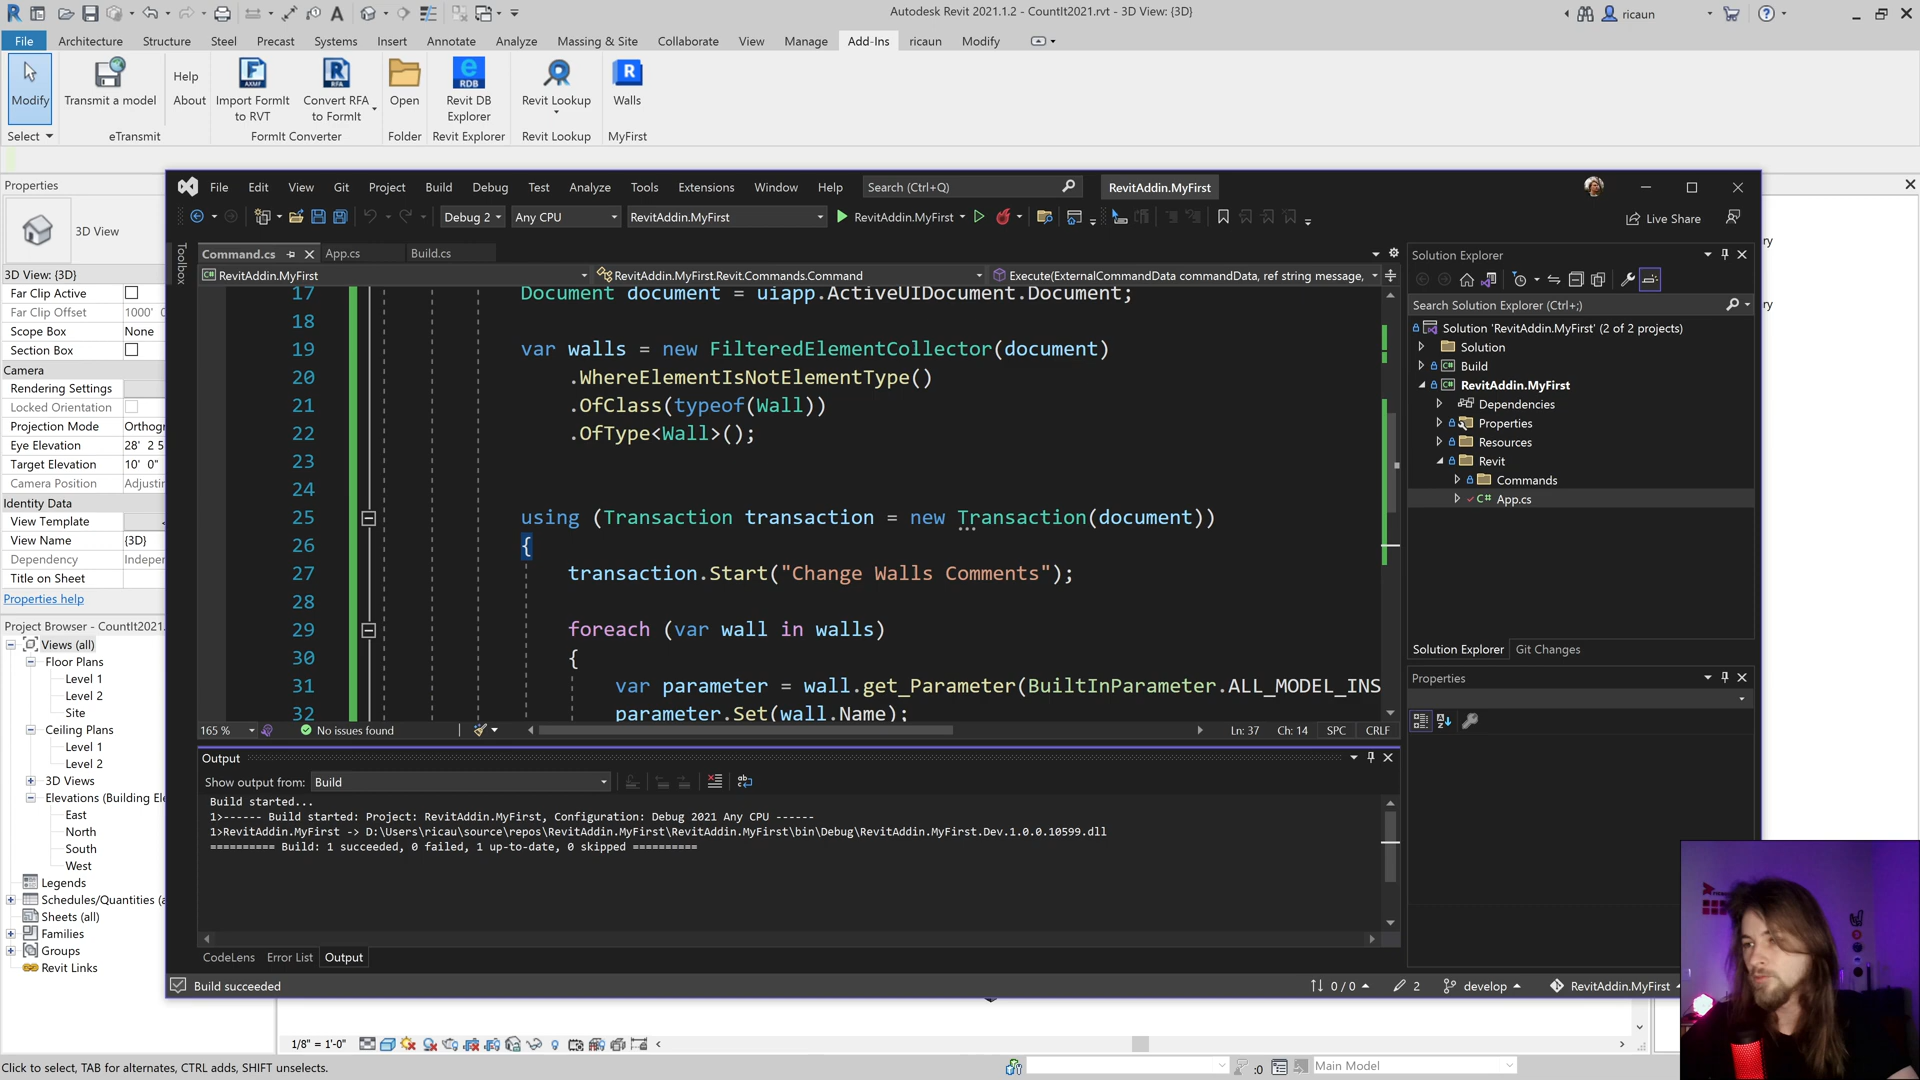 Autodesk Revit 2021.1.2 - CountIt2021.rvt - 3D View: {3D}
ricaun
File Architecture Structure Steel Precast Systems Insert Annotate Analyze Massing & Site Collaborate View Manage Add-Ins ricaun Modify
Modify
Transmit a model
Help
About
Import FormIt
to RVT
Convert RFA
to FormIt
Open
Revit DB
Explorer
Revit Lookup
Walls
Select eTransmit FormIt Converter Folder Revit Explorer Revit Lookup MyFirst
Properties
3D View
3D View: {3D}
Far Clip Active
Far Clip Offset 1000' 0
Scope Box None
Section Box
Camera
Rendering Settings
Locked Orientation
Projection Mode Orthog
Eye Elevation 28' 2 5
Target Elevation 10' 0"
Camera Position Adjustin
Identity Data
View Template
View Name {3D}
Dependency Indepen
Title on Sheet
Properties help
Project Browser - CountIt2021.
Views (all)
Floor Plans
Level 1
Level 2
Site
Ceiling Plans
Level 1
Level 2
3D Views
Elevations (Building Ele
East
North
South
West
Legends
Schedules/Quantities (a
Sheets (all)
Families
Groups
Revit Links
File Edit View Git Project Build Debug Test Analyze Tools Extensions Window Help Search (Ctrl+Q) RevitAddin.MyFirst
Debug 2 Any CPU RevitAddin.MyFirst RevitAddin.MyFirst Live Share
Toolbox
Command.cs App.cs Build.cs
RevitAddin.MyFirst RevitAddin.MyFirst.Revit.Commands.Command Execute(ExternalCommandData commandData, ref string message,
17 Document document = uiapp.ActiveUIDocument.Document;
18
19 var walls = new FilteredElementCollector(document)
20 .WhereElementIsNotElementType()
21 .OfClass(typeof(Wall))
22 .OfType<Wall>();
23
24
25 using (Transaction transaction = new Transaction(document))
26 {
27 transaction.Start("Change Walls Comments");
28
29 foreach (var wall in walls)
30 {
31 var parameter = wall.get_Parameter(BuiltInParameter.ALL_MODEL_INS
32 parameter.Set(wall.Name);
165 % No issues found Ln: 37 Ch: 14 SPC CRLF
Output
Show output from: Build
Build started...
1>------ Build started: Project: RevitAddin.MyFirst, Configuration: Debug 2021 Any CPU ------
1>RevitAddin.MyFirst -> D:\Users\ricau\source\repos\RevitAddin.MyFirst\RevitAddin.MyFirst\bin\Debug\RevitAddin.MyFirst.Dev.1.0.0.10599.dll
========== Build: 1 succeeded, 0 failed, 1 up-to-date, 0 skipped ==========
CodeLens Error List Output
Build succeeded 0 / 0 2 develop RevitAddin.MyFirst
Solution Explorer
Search Solution Explorer (Ctrl+;)
Solution 'RevitAddin.MyFirst' (2 of 2 projects)
Solution
Build
RevitAddin.MyFirst
Dependencies
Properties
Resources
Revit
Commands
App.cs
Solution Explorer Git Changes
Properties
ry
ry
1/8" = 1'-0"
Click to select, TAB for alternates, CTRL adds, SHIFT unselects. :0 Main Model